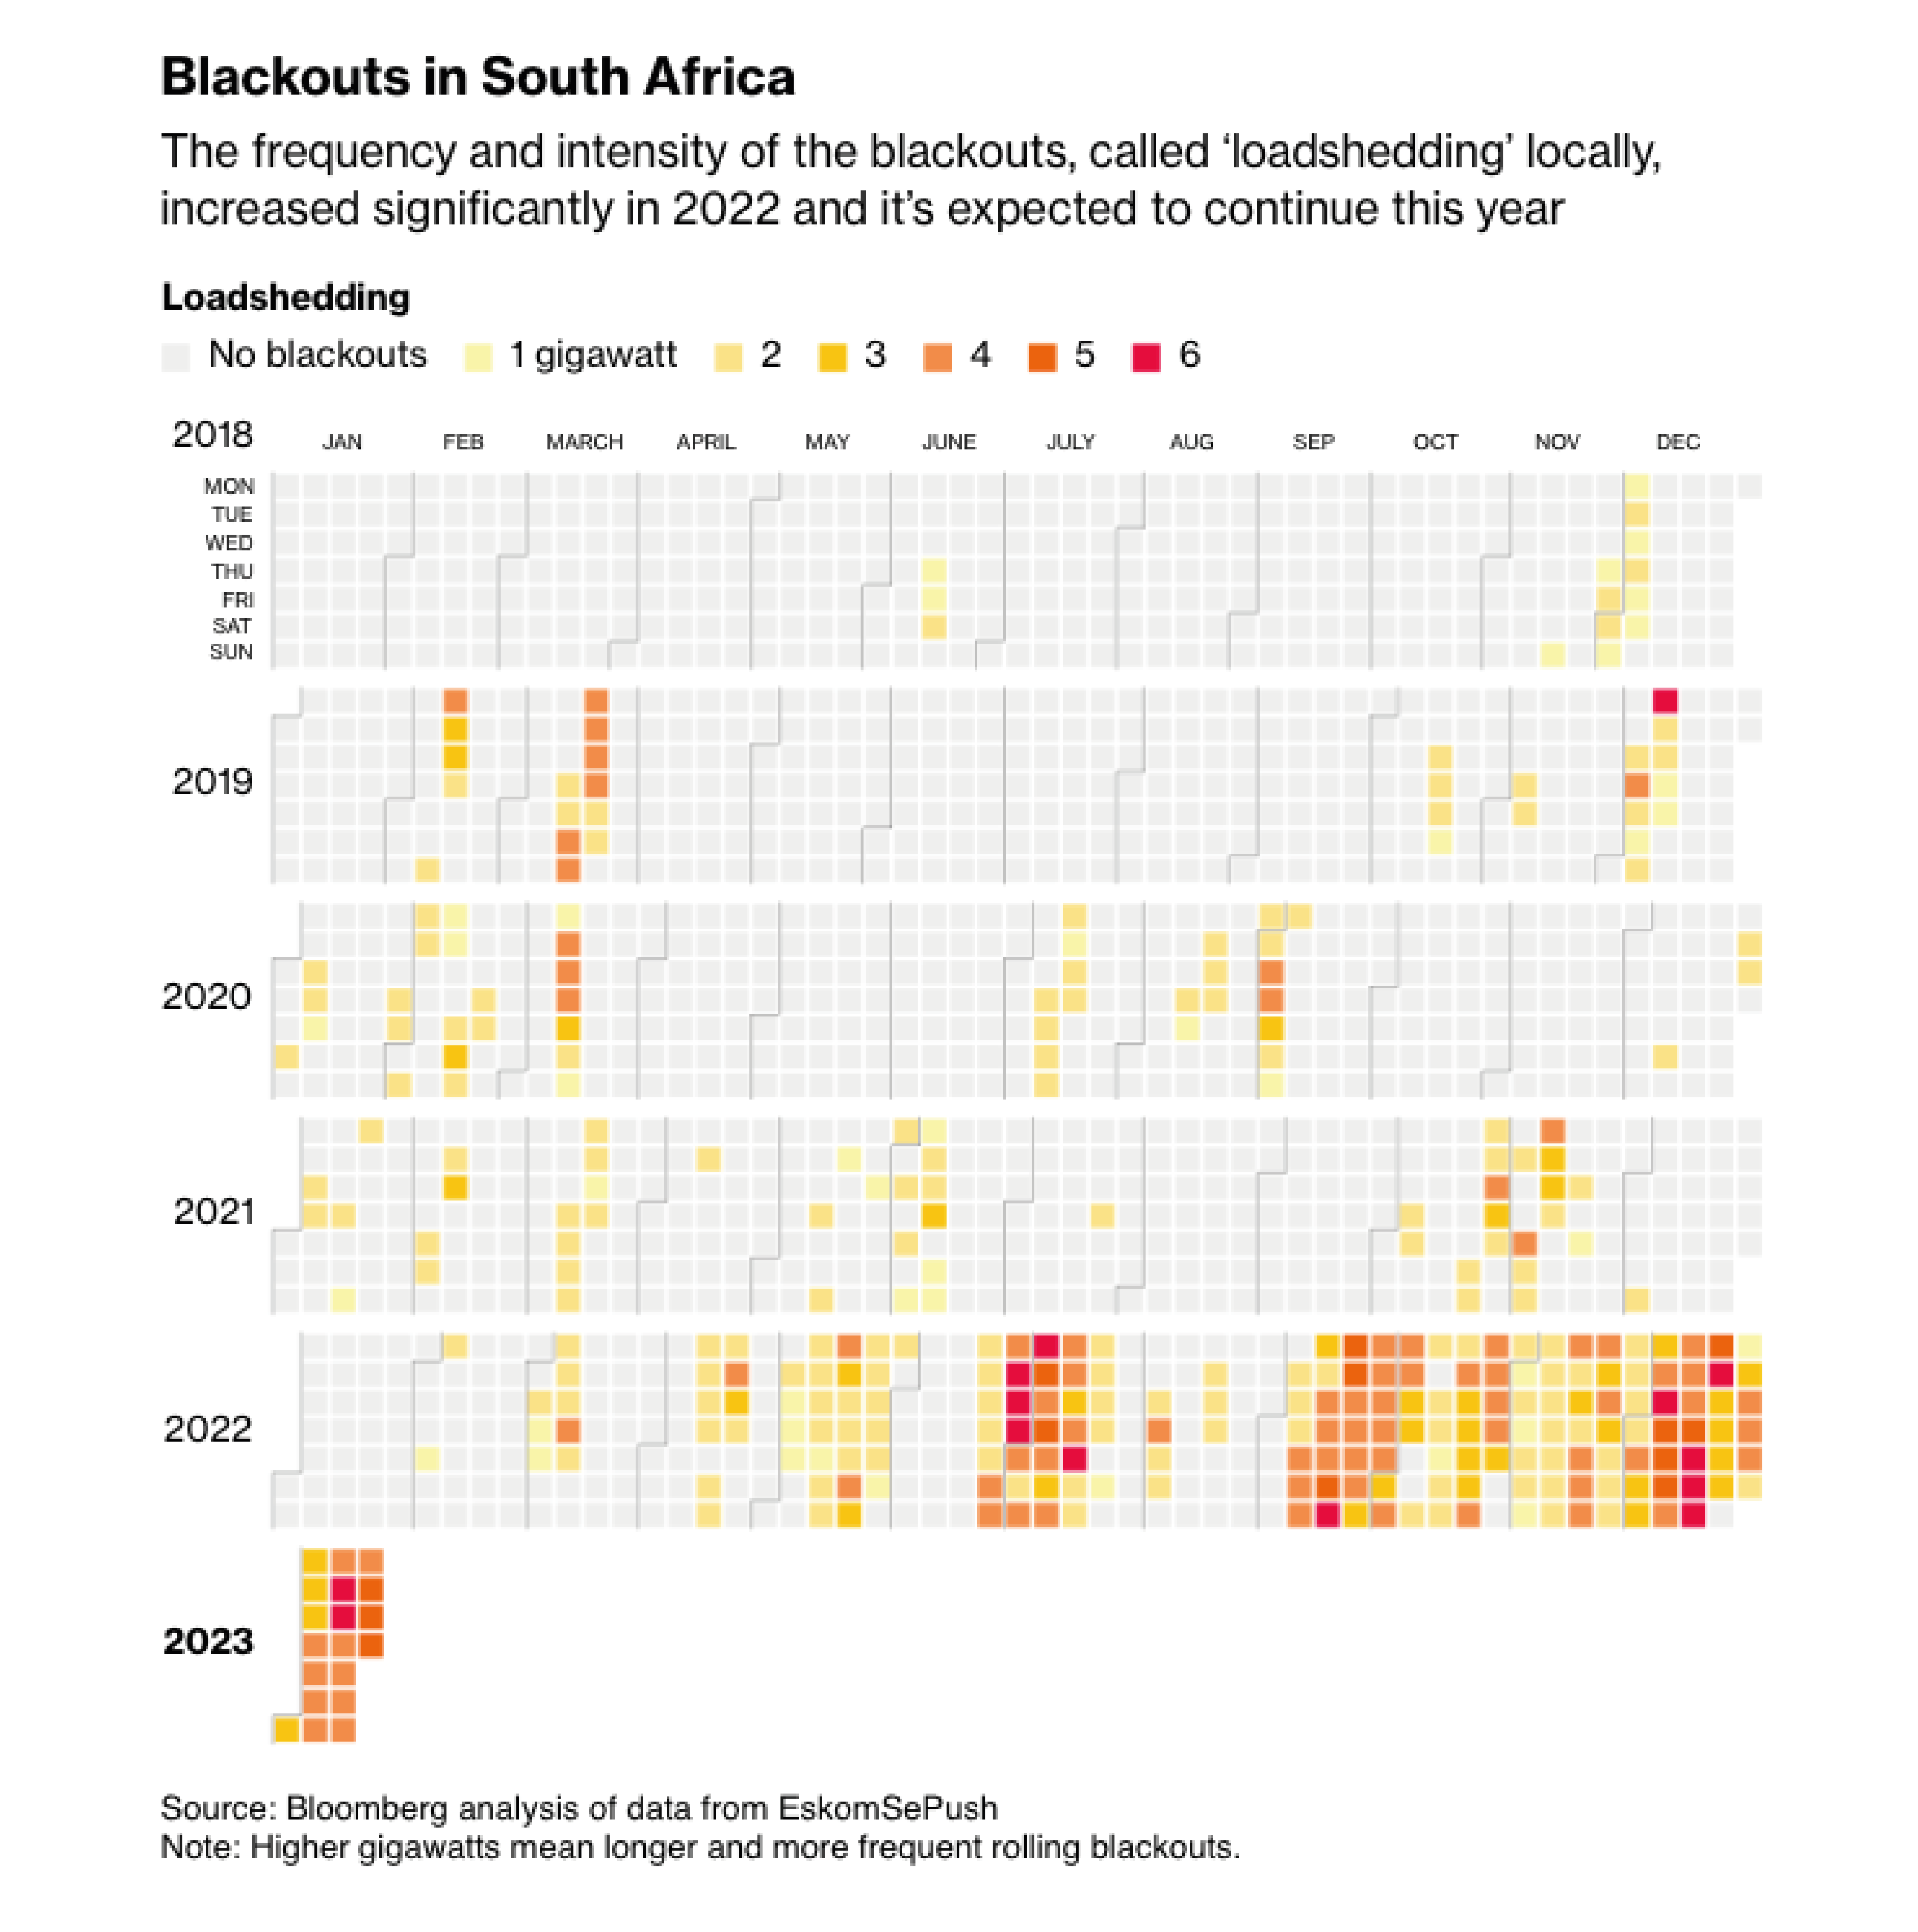 Blackouts in South Africa
The frequency and intensity of the blackouts, called ‘loadshedding’ locally,
increased significantly in 2022 and it’s expected to continue this year
Loadshedding
No blackouts 1 gigawatt 2 3 4 5 6
2018 JAN FEB MARCH APRIL MAY JUNE JULY AUG SEP OCT NOV DEC
MON
TUE
WED
THU
FRI
SAT
SUN
2019
2020
2021
2022
2023
Source: Bloomberg analysis of data from EskomSePush
Note: Higher gigawatts mean longer and more frequent rolling blackouts.